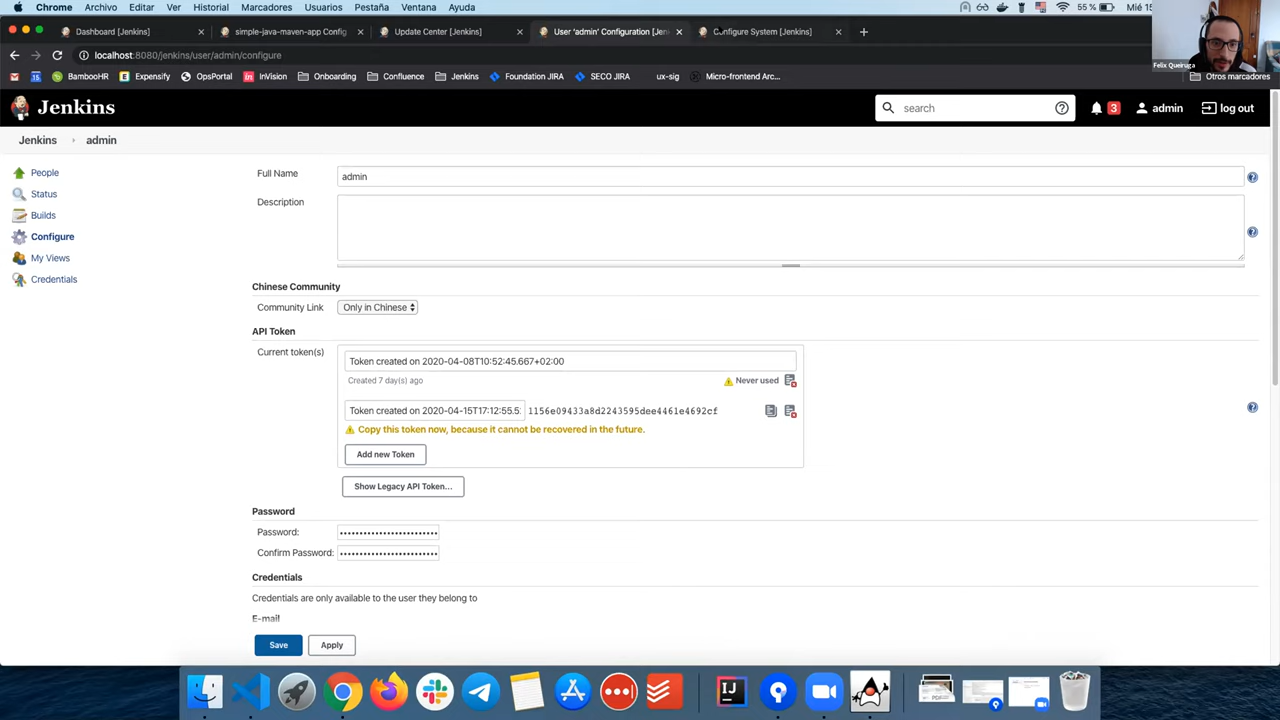 Chrome Archivo Editar Ver Historial Marcadores Usuarios Pestaña Ventana Ayuda 55 % Mié 15
Dashboard [Jenkins] simple-java-maven-app Config Update Center [Jenkins] User 'admin' Configuration [Jen Configure System [Jenkins]
localhost:8080/jenkins/user/admin/configure
Felix Queiruga
BambooHR Expensify OpsPortal InVision Onboarding Confluence Jenkins Foundation JIRA SECO JIRA ux-sig Micro-frontend Arc... Otros marcadores
Jenkins search 3 admin log out
Jenkins admin
People
Status
Builds
Configure
My Views
Credentials
Full Name admin
Description
Chinese Community
Community Link Only in Chinese
API Token
Current token(s) Token created on 2020-04-08T10:52:45.667+02:00
Created 7 day(s) ago Never used
Token created on 2020-04-15T17:12:55.5 1156e09433a8d2243595dee4461e4692cf
Copy this token now, because it cannot be recovered in the future.
Add new Token
Show Legacy API Token...
Password
Password:
Confirm Password:
Credentials
Credentials are only available to the user they belong to
E-mail
Save Apply